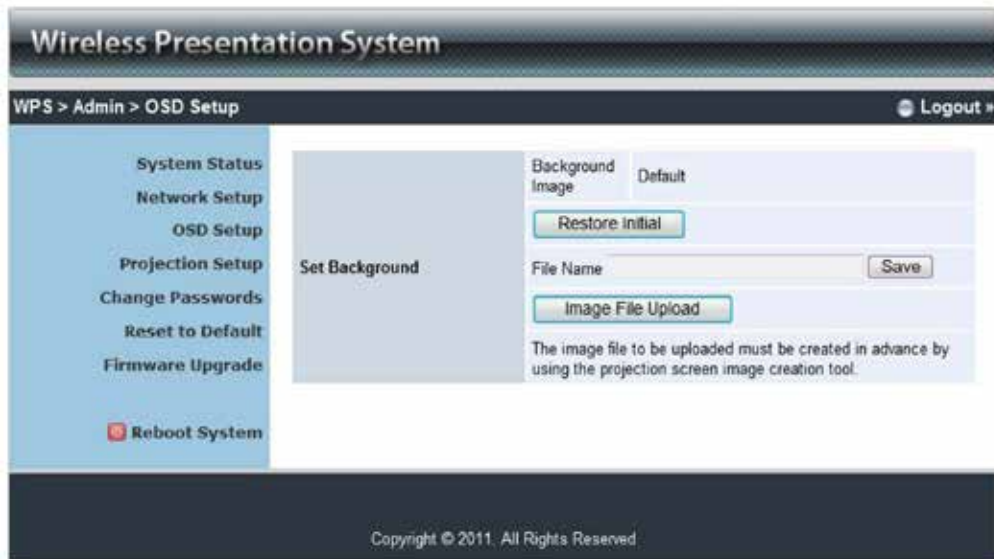 Wireless Presentation System
WPS > Admin > OSD Setup
Logout »
System Status
Network Setup
OSD Setup
Projection Setup
Change Passwords
Reset to Default
Firmware Upgrade
Reboot System
Set Background
Background
Image
Default
Restore Initial
File Name
Save
Image File Upload
The image file to be uploaded must be created in advance by
using the projection screen image creation tool.
Copyright © 2011. All Rights Reserved